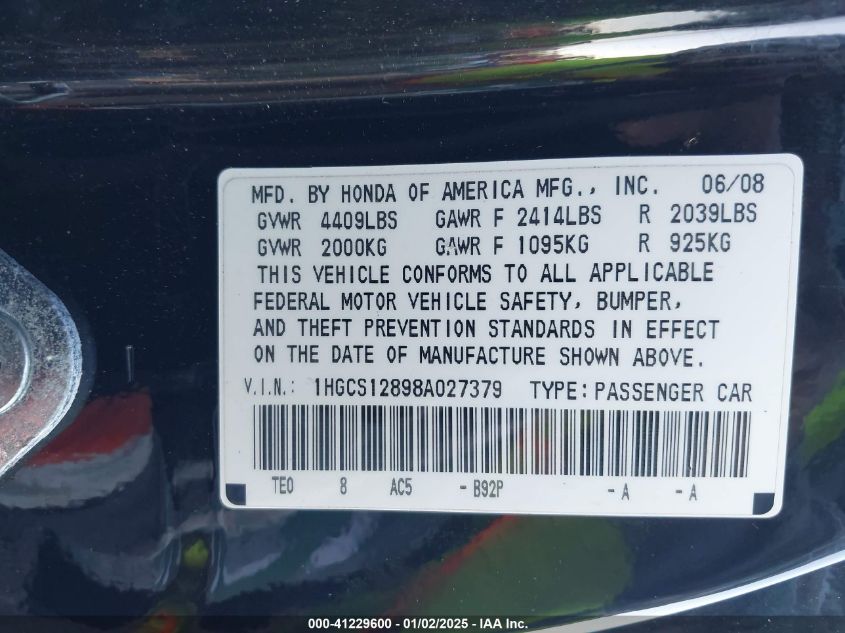 MFD. BY HONDA OF AMERICA MFG., INC. 06/08
GVWR 4409LBS GAWR F 2414LBS R 2039LBS
GVWR 2000KG GAWR F 1095KG R 925KG
THIS VEHICLE CONFORMS TO ALL APPLICABLE
FEDERAL MOTOR VEHICLE SAFETY, BUMPER,
AND THEFT PREVENTION STANDARDS IN EFFECT
ON THE DATE OF MANUFACTURE SHOWN ABOVE.
V.I.N.: 1HGCS12898A027379 TYPE: PASSENGER CAR
TE0 8 AC5 - B92P - A - A
000-41229600 - 01/02/2025 - IAA Inc.